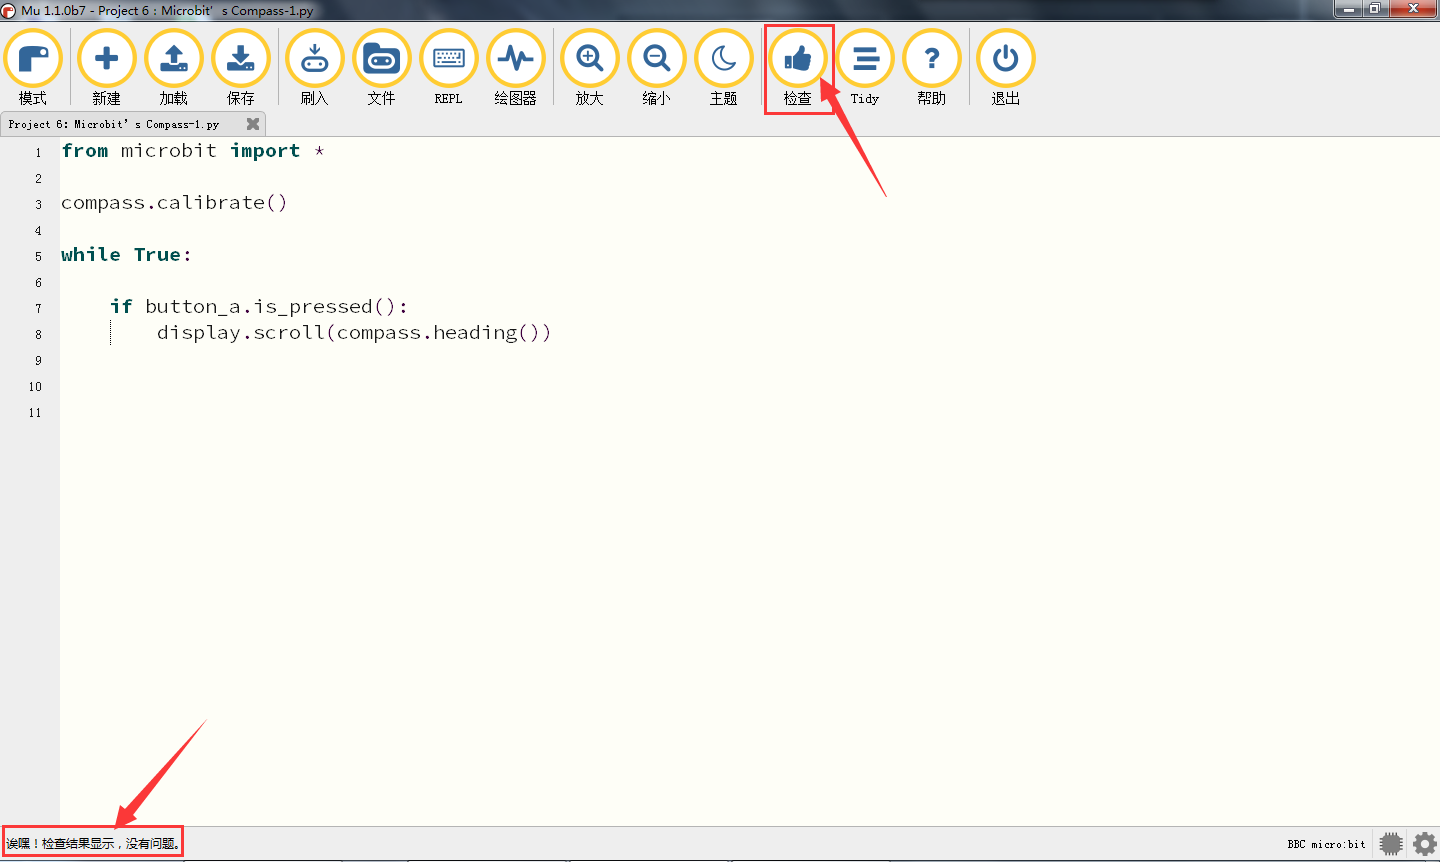 Mu 1.1.0b7 - Project 6：Microbit’s Compass-1.py
模式 新建 加载 保存 刷入 文件 REPL 绘图器 放大 缩小 主题 检查 Tidy 帮助 退出
Project 6：Microbit’s Compass-1.py
1 from microbit import *
2
3 compass.calibrate()
4
5 while True:
6
7 if button_a.is_pressed():
8 display.scroll(compass.heading())
9
10
11
诶嘿！检查结果显示，没有问题。 BBC micro:bit